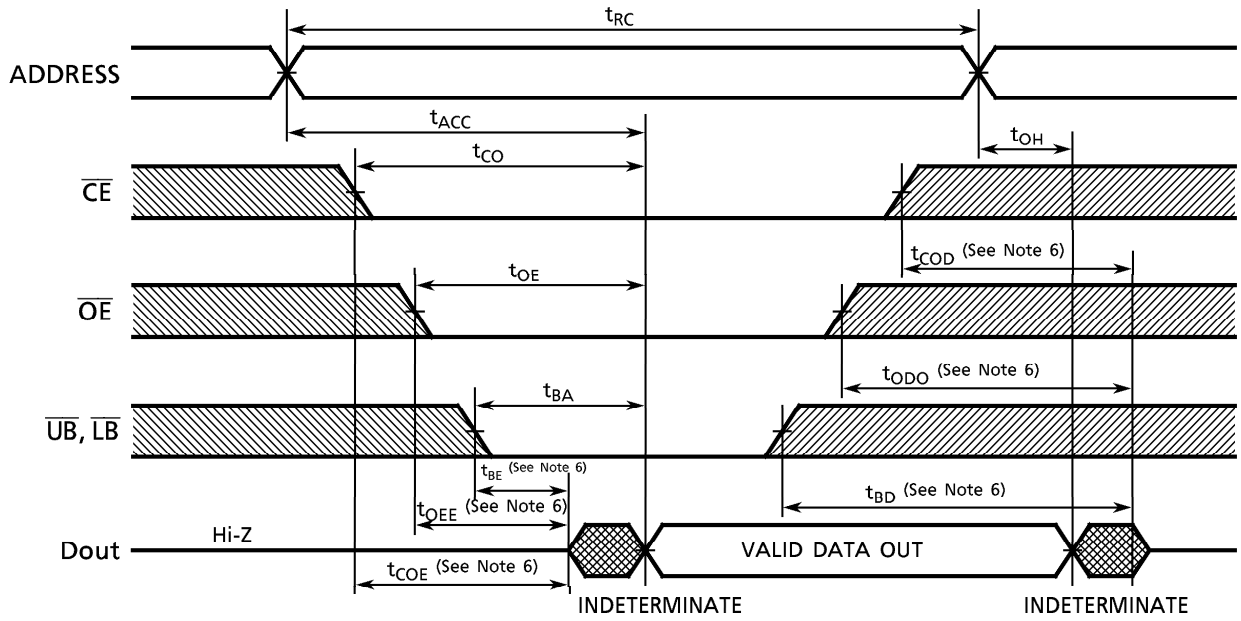 tRC
ADDRESS
tACC
tOH
tCO
CE
tCOD (See Note 6)
tOE
OE
tODO (See Note 6)
tBA
UB, LB
tBE (See Note 6)
tBD (See Note 6)
tOEE (See Note 6)
Hi-Z
Dout
VALID DATA OUT
tCOE (See Note 6)
INDETERMINATE
INDETERMINATE